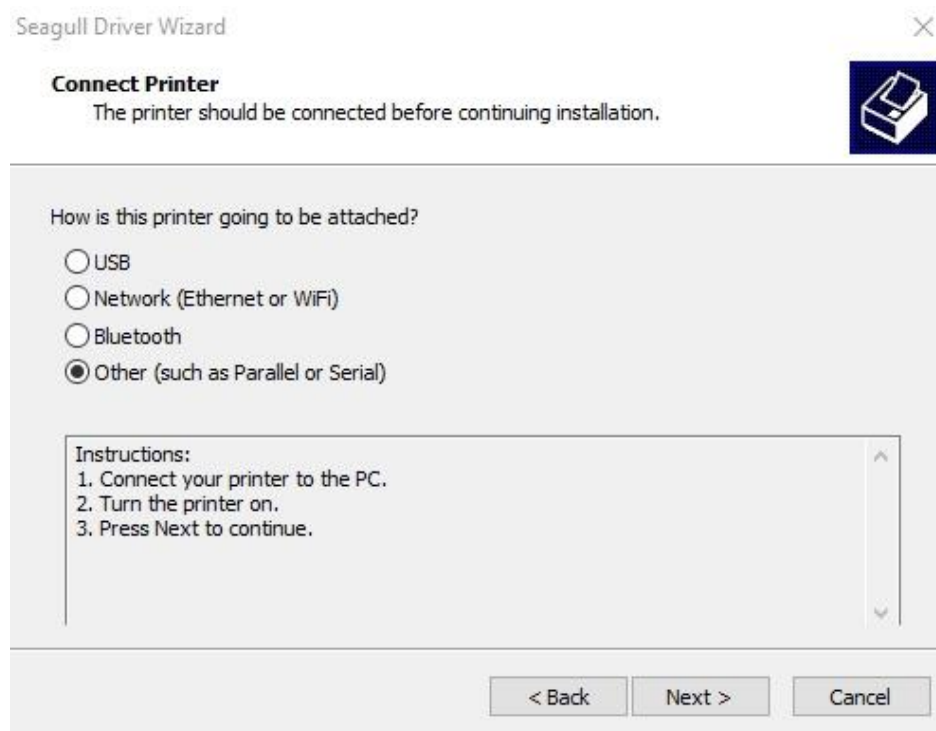 Seagull Driver Wizard
Connect Printer
The printer should be connected before continuing installation.
How is this printer going to be attached?
USB
Network (Ethernet or WiFi)
Bluetooth
Other (such as Parallel or Serial)
Instructions:
1. Connect your printer to the PC.
2. Turn the printer on.
3. Press Next to continue.
< Back Next > Cancel